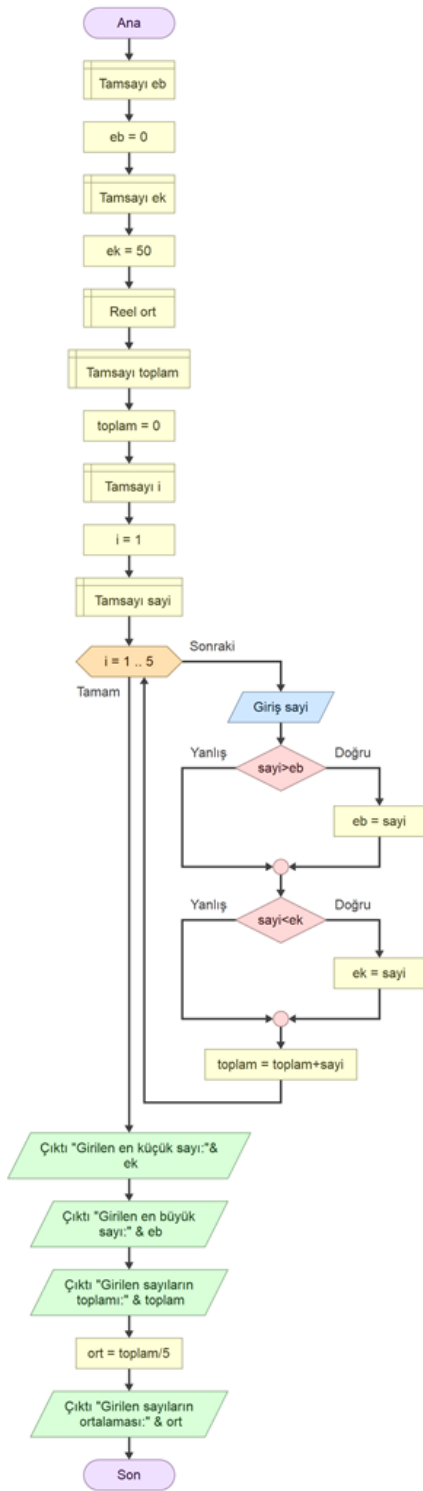 Ana
Tamsayı eb
eb = 0
Tamsayı ek
ek = 50
Reel ort
Tamsayı toplam
toplam = 0
Tamsayı i
i = 1
Tamsayı sayi
i = 1 .. 5
Sonraki
Tamam
Giriş sayi
Yanlış
sayi>eb
Doğru
eb = sayi
Yanlış
sayi<ek
Doğru
ek = sayi
toplam = toplam+sayi
Çıktı "Girilen en küçük sayı:"&
ek
Çıktı "Girilen en büyük
sayı:" & eb
Çıktı "Girilen sayıların
toplamı:" & toplam
ort = toplam/5
Çıktı "Girilen sayıların
ortalaması:" & ort
Son